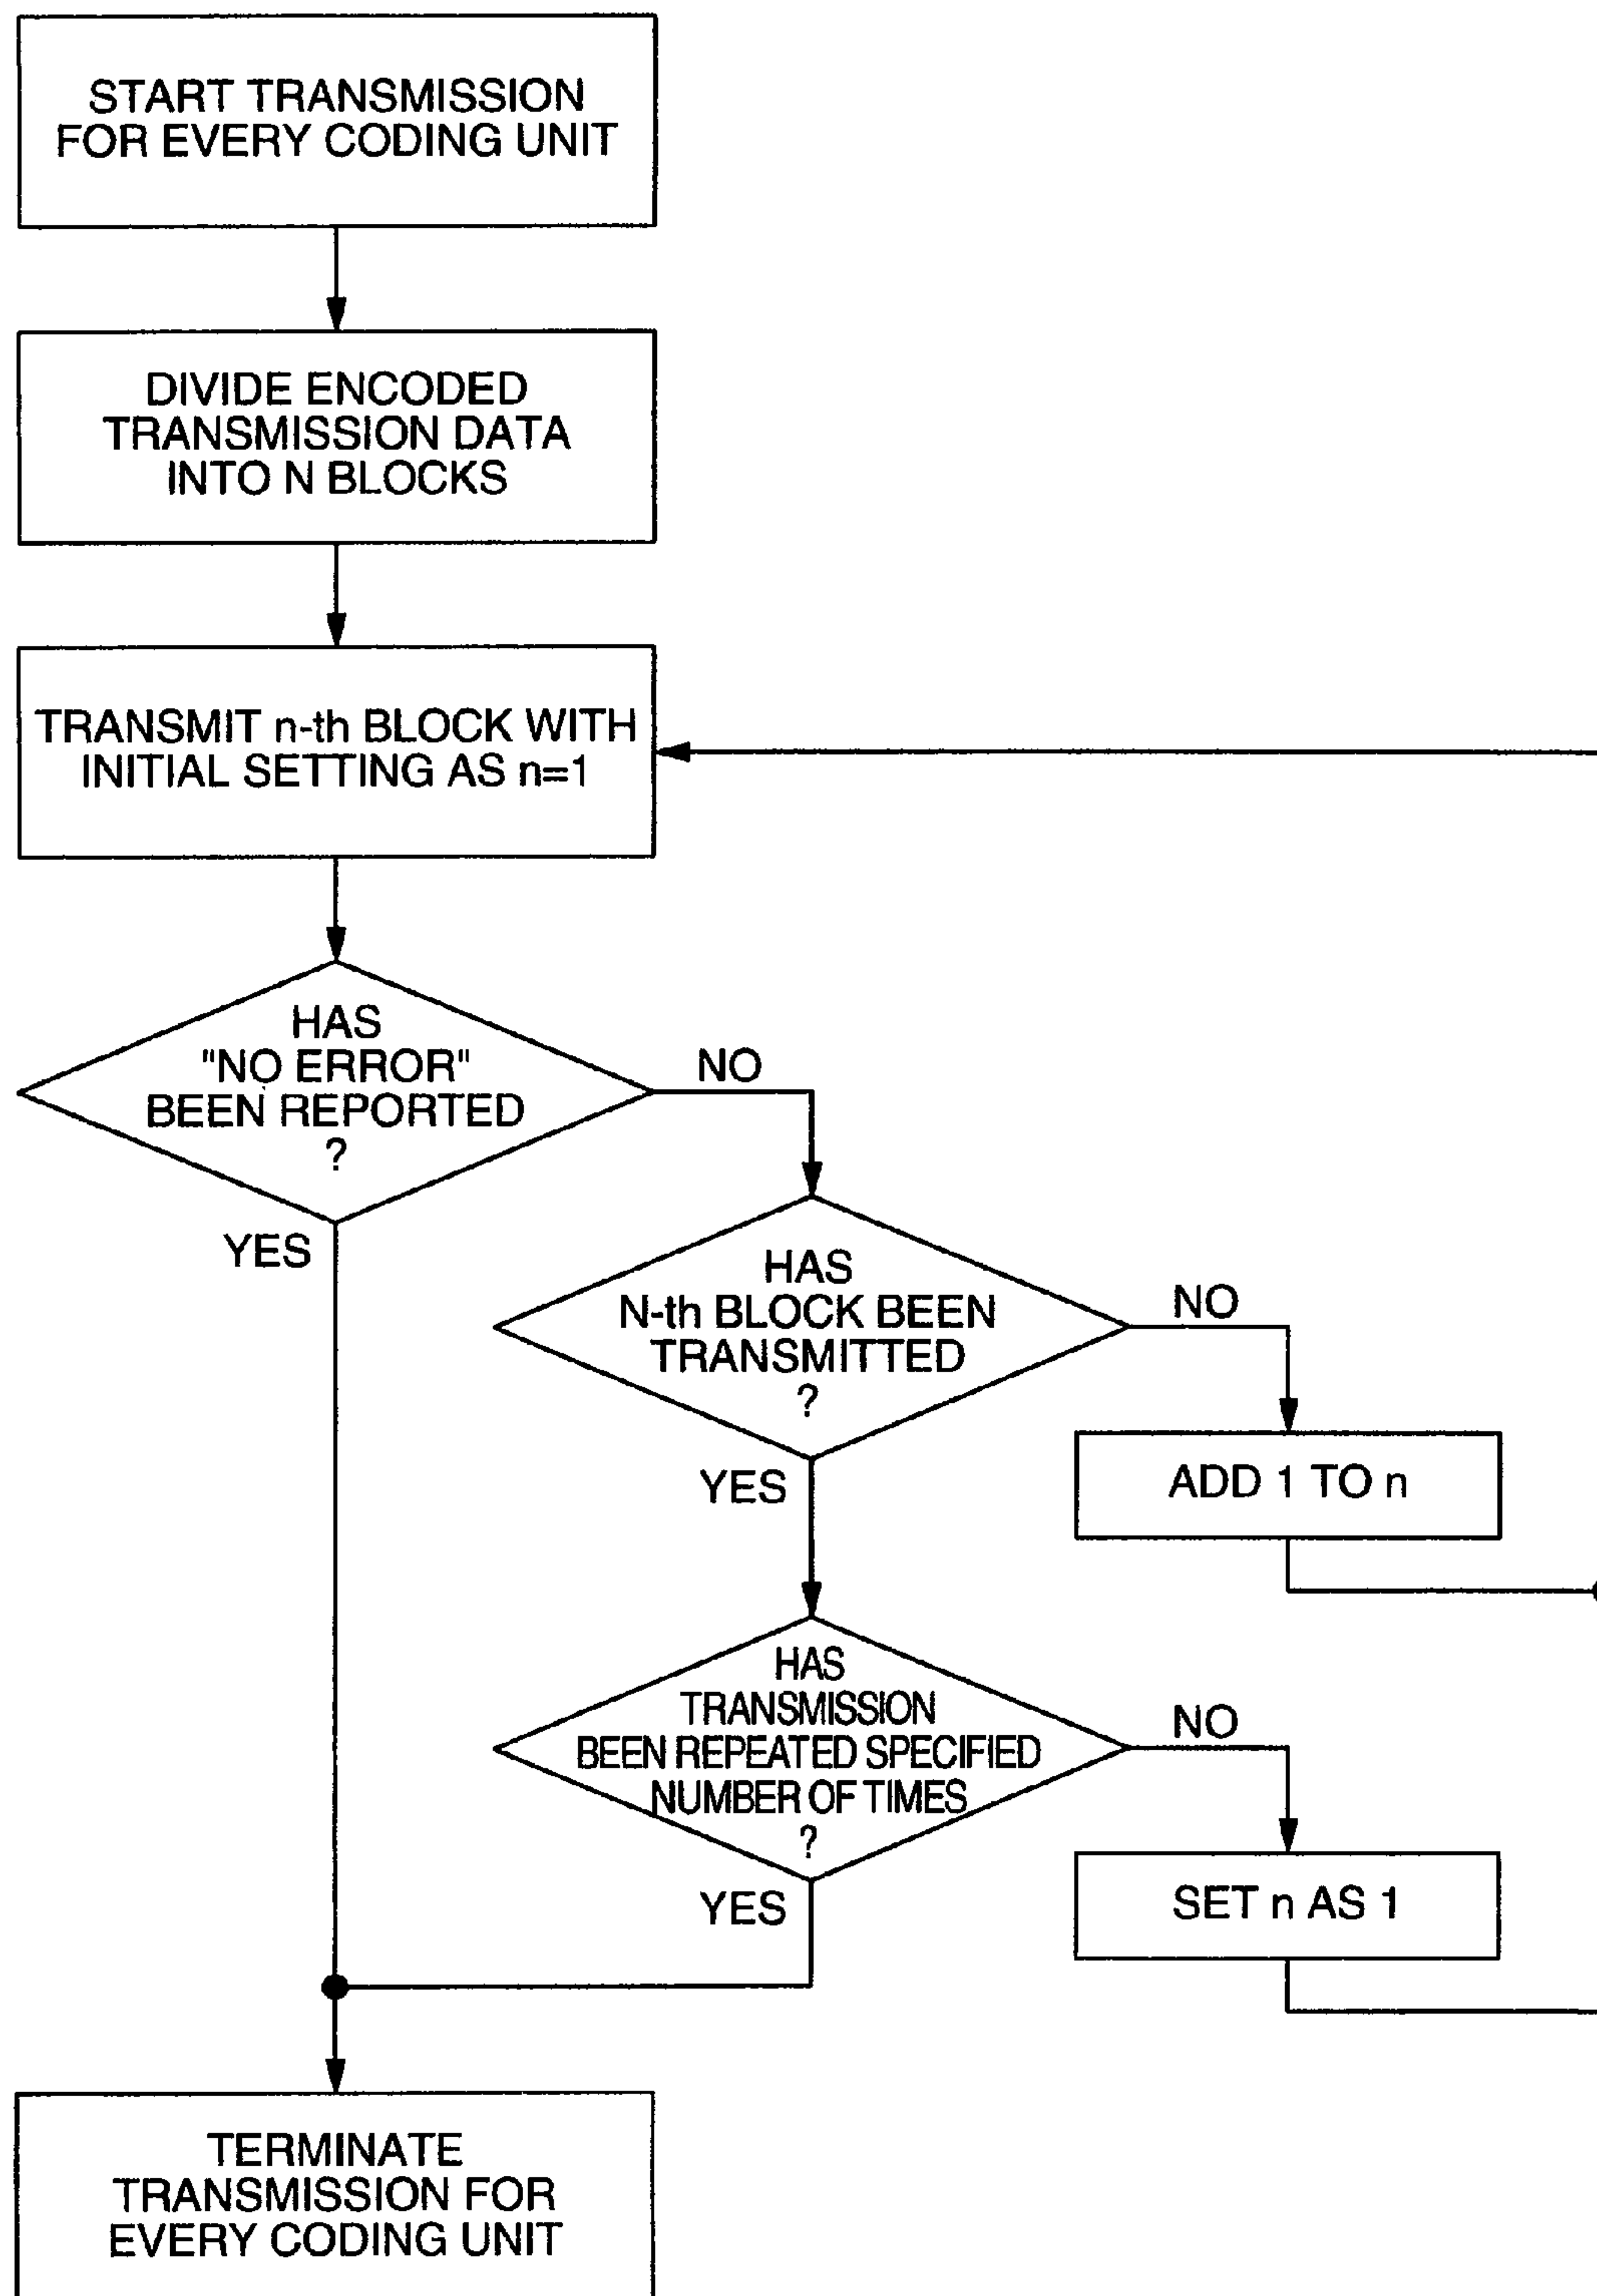 START TRANSMISSION
FOR EVERY CODING UNIT
DIVIDE ENCODED
TRANSMISSION DATA
INTO N BLOCKS
TRANSMIT n-th BLOCK WITH
INITIAL SETTING AS n=1
HAS
"NO ERROR"
BEEN REPORTED
?
NO
YES
HAS
N-th BLOCK BEEN
TRANSMITTED
?
NO
YES
ADD 1 TO n
HAS
TRANSMISSION
BEEN REPEATED SPECIFIED
NUMBER OF TIMES
?
NO
YES
SET n AS 1
TERMINATE
TRANSMISSION FOR
EVERY CODING UNIT